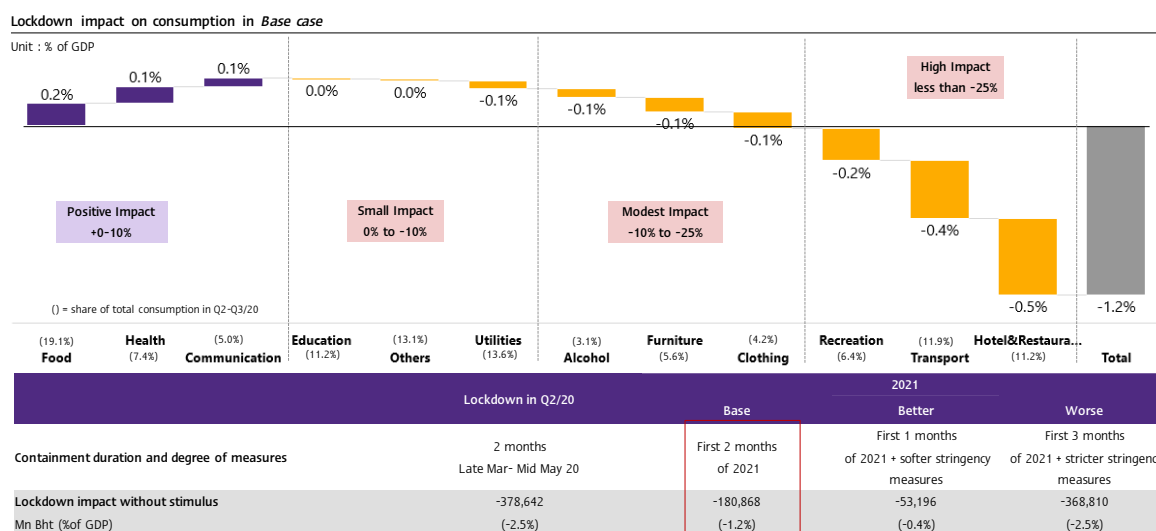 Lockdown impact on consumption in Base case
Unit : % of GDP
0.2%
0.1%
0.1%
0.0%
0.0%
-0.1%
-0.1%
-0.1%
-0.1%
-0.2%
-0.4%
-0.5%
-1.2%
High Impact
less than -25%
Positive Impact
+0-10%
Small Impact
0% to -10%
Modest Impact
-10% to -25%
() = share of total consumption in Q2-Q3/20
(19.1%)
Food
Health
(7.4%)
(5.0%)
Communication
Education
(11.2%)
(13.1%)
Others
Utilities
(13.6%)
(3.1%)
Alcohol
Furniture
(5.6%)
(4.2%)
Clothing
Recreation
(6.4%)
(11.9%)
Transport
Hotel&Restaura...
(11.2%)
Total
Lockdown in Q2/20
2021
Base
Better
Worse
Containment duration and degree of measures
2 months
Late Mar- Mid May 20
First 2 months
of 2021
First 1 months
of 2021 + softer stringency
measures
First 3 months
of 2021 + stricter stringenc
measures
Lockdown impact without stimulus
-378,642
-180,868
-53,196
-368,810
Mn Bht (%of GDP)
(-2.5%)
(-1.2%)
(-0.4%)
(-2.5%)